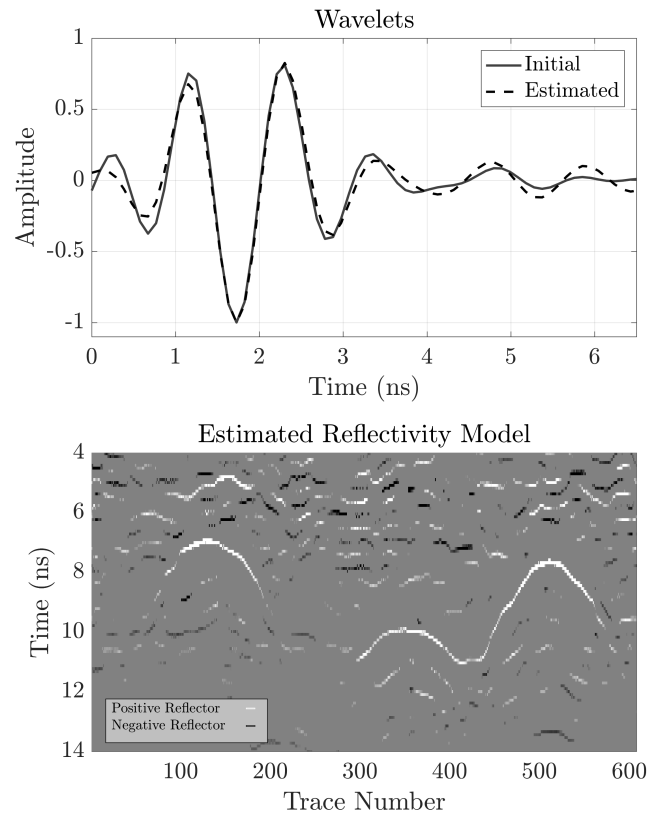 Wavelets
1
0.5
0
-0.5
-1
Amplitude
Initial
Estimated
0 1 2 3 4 5 6
Time (ns)
Estimated Reflectivity Model
4
6
8
10
12
14
Time (ns)
Positive Reflector
Negative Reflector
100 200 300 400 500 600
Trace Number